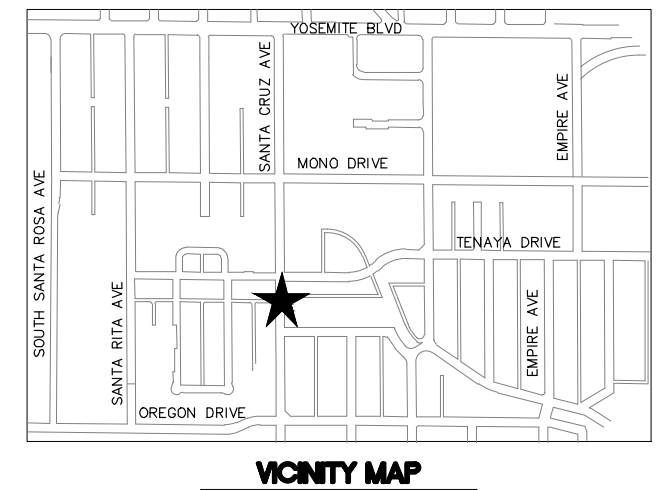 YOSEMITE BLVD
SANTA CRUZ AVE
EMPIRE AVE
MONO DRIVE
SOUTH SANTA ROSA AVE
TENAYA DRIVE
SANTA RITA AVE
EMPIRE AVE
OREGON DRIVE
VICINITY MAP